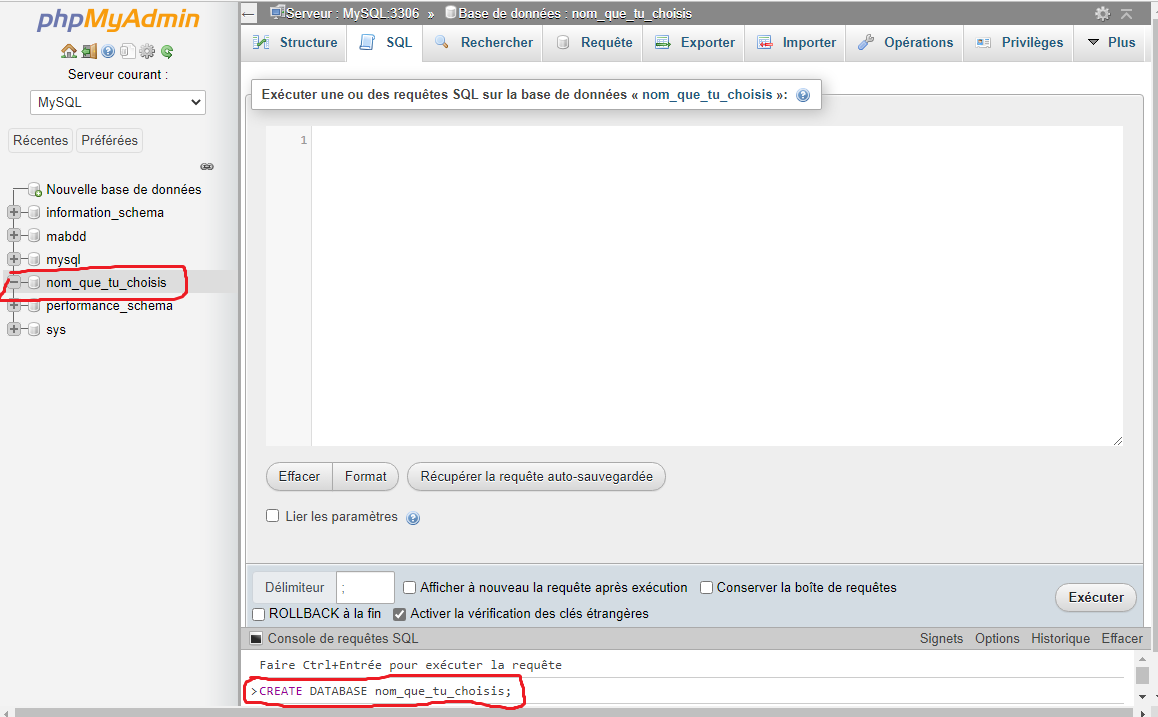 phpMyAdmin
Serveur courant :
MySQL
Récentes Préférées
Nouvelle base de données
information_schema
mabdd
mysql
nom_que_tu_choisis
performance_schema
sys
Serveur : MySQL:3306 » Base de données : nom_que_tu_choisis
Structure SQL Rechercher Requête Exporter Importer Opérations Privilèges Plus
Exécuter une ou des requêtes SQL sur la base de données « nom_que_tu_choisis »:
1
Effacer Format Récupérer la requête auto-sauvegardée
Lier les paramètres
Délimiteur ; Afficher à nouveau la requête après exécution Conserver la boîte de requêtes
ROLLBACK à la fin Activer la vérification des clés étrangères
Exécuter
Console de requêtes SQL Signets Options Historique Effacer
Faire Ctrl+Entrée pour exécuter la requête
>CREATE DATABASE nom_que_tu_choisis;